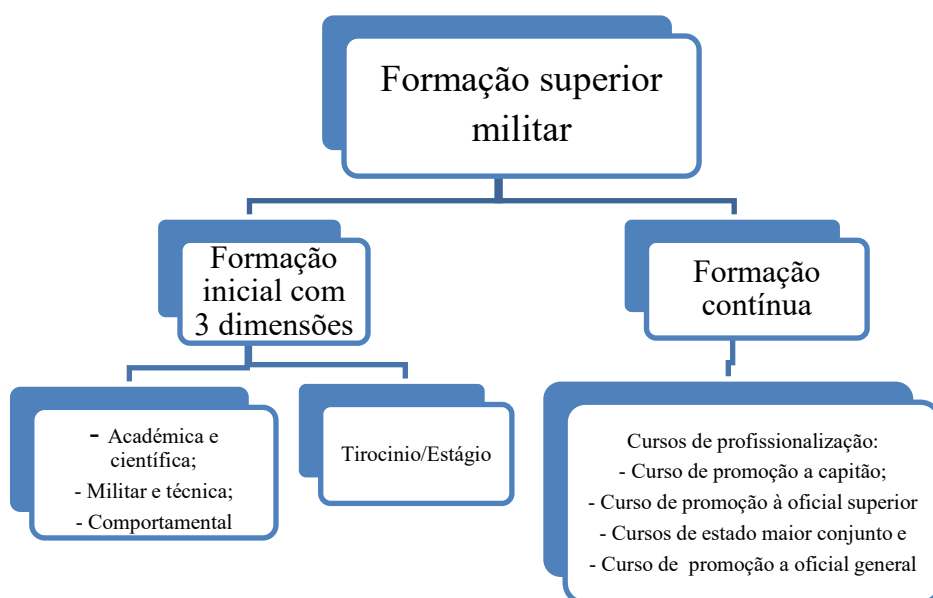 Formação superior
militar
Formação
inicial com
3 dimensões
Formação
contínua
- Académica e
científica;
- Militar e técnica;
- Comportamental
Tirocinio/Estágio
Cursos de profissionalização:
- Curso de promoção a capitão;
- Curso de promoção à oficial superior
- Cursos de estado maior conjunto e
- Curso de promoção a oficial general